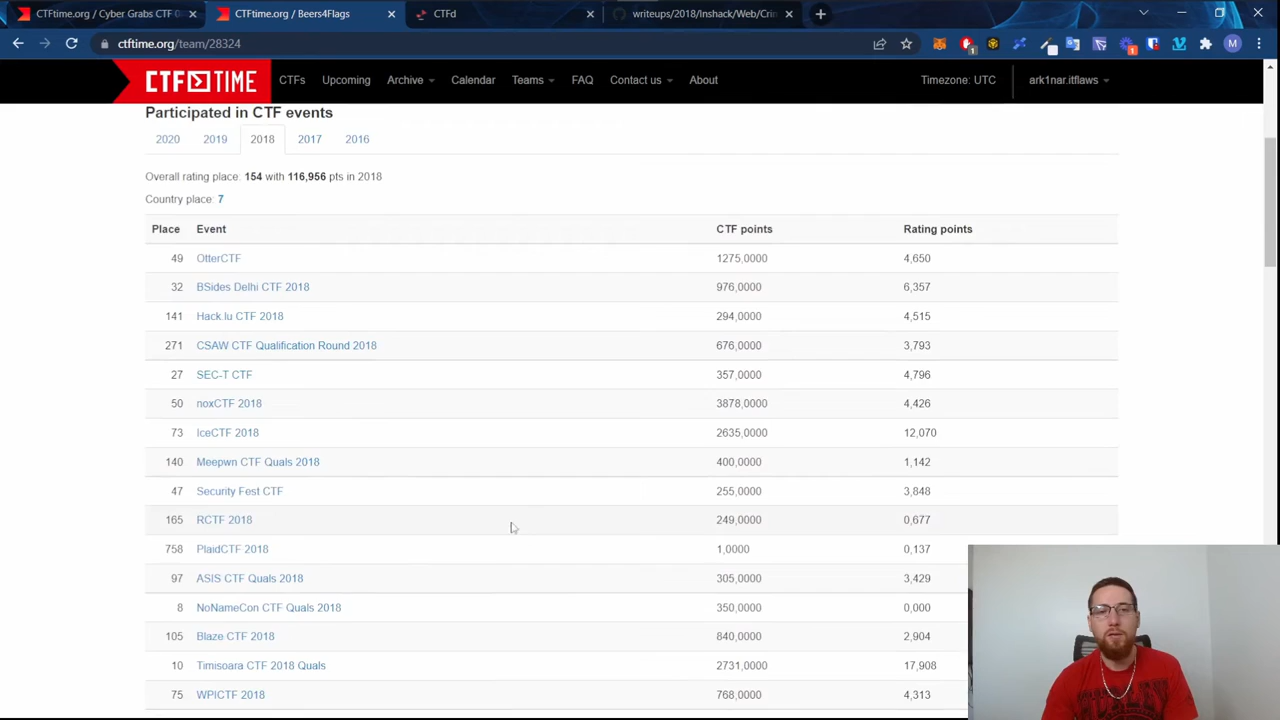 CTFtime.org / Cyber Grabs CTF 0
CTFtime.org / Beers4Flags
CTFd
writeups/2018/Inshack/Web/Crim
ctftime.org/team/28324
M
CTF TIME
CTFs
Upcoming
Archive
Calendar
Teams
FAQ
Contact us
About
Timezone: UTC
ark1nar.itflaws
Participated in CTF events
2020 2019 2018 2017 2016
Overall rating place: 154 with 116,956 pts in 2018
Country place: 7
Place Event CTF points Rating points
49 OtterCTF 1275,0000 4,650
32 BSides Delhi CTF 2018 976,0000 6,357
141 Hack.lu CTF 2018 294,0000 4,515
271 CSAW CTF Qualification Round 2018 676,0000 3,793
27 SEC-T CTF 357,0000 4,796
50 noxCTF 2018 3878,0000 4,426
73 IceCTF 2018 2635,0000 12,070
140 Meepwn CTF Quals 2018 400,0000 1,142
47 Security Fest CTF 255,0000 3,848
165 RCTF 2018 249,0000 0,677
758 PlaidCTF 2018 1,0000 0,137
97 ASIS CTF Quals 2018 305,0000 3,429
8 NoNameCon CTF Quals 2018 350,0000 0,000
105 Blaze CTF 2018 840,0000 2,904
10 Timisoara CTF 2018 Quals 2731,0000 17,908
75 WPICTF 2018 768,0000 4,313